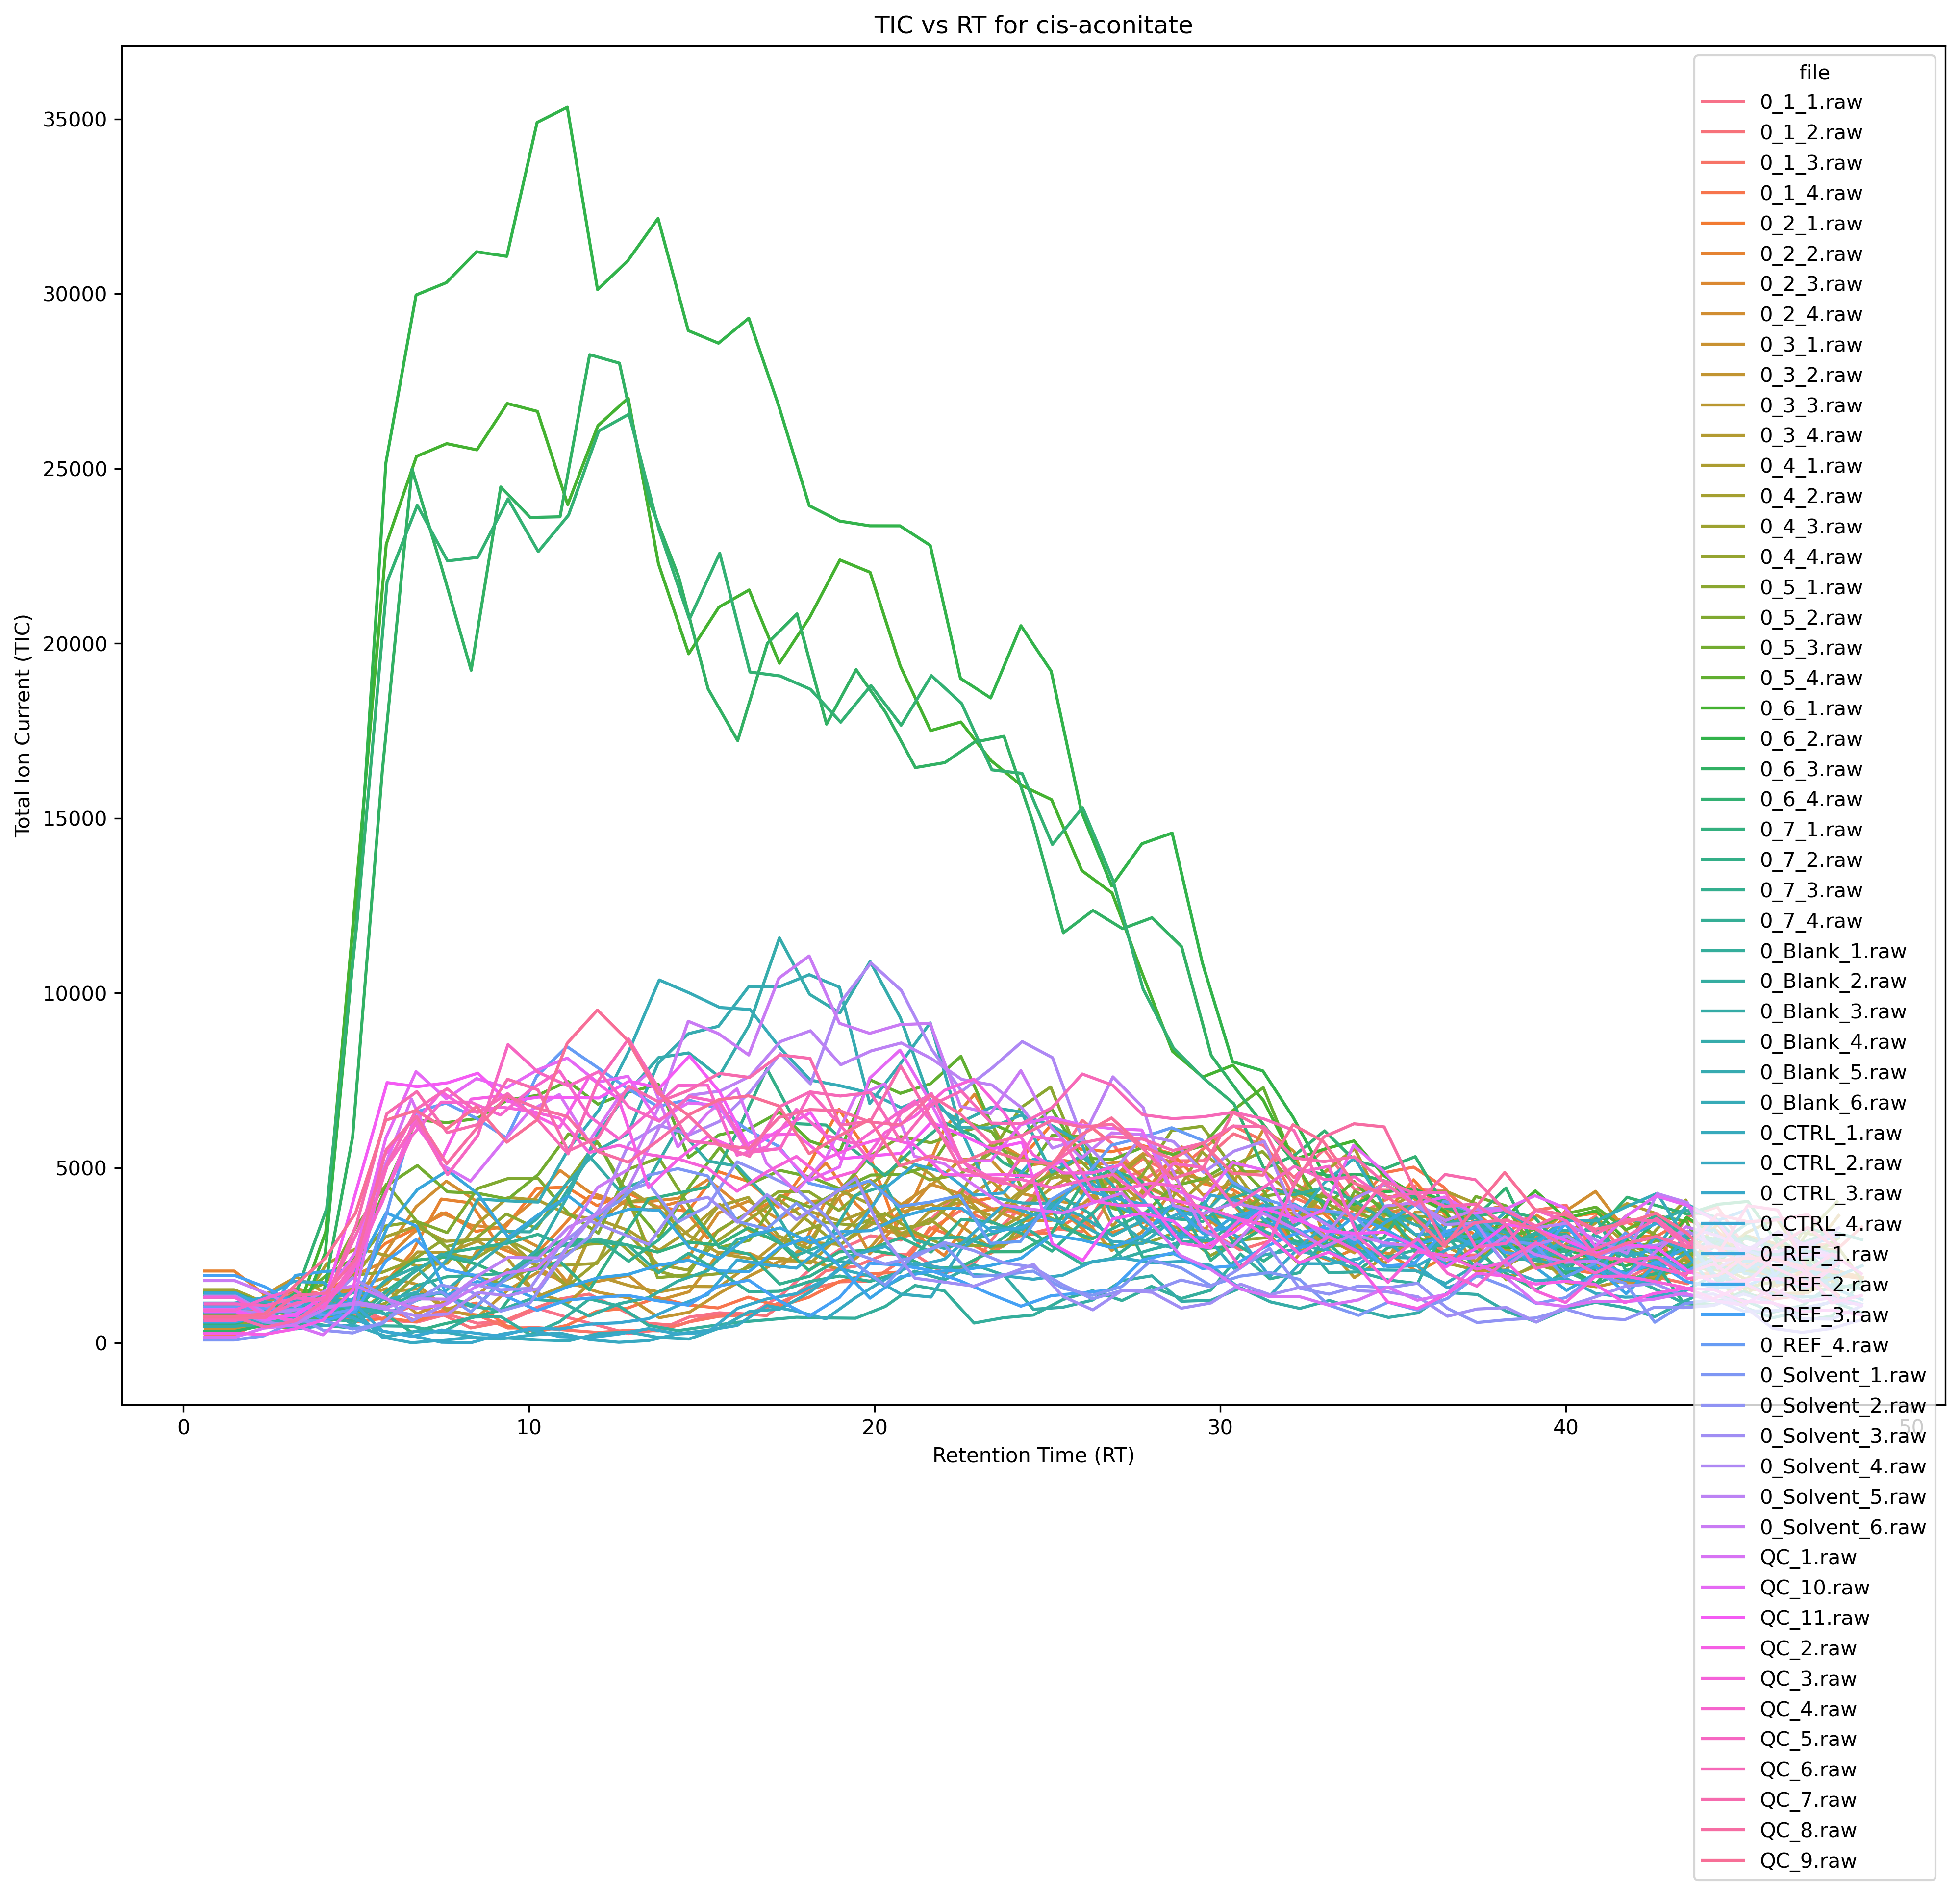 TIC vs RT for cis-aconitate
Total Ion Current (TIC)
35000
30000
25000
20000
15000
10000
5000
0
0
10
20
30
40
50
Retention Time (RT)
file
0_1_1.raw
0_1_2.raw
0_1_3.raw
0_1_4.raw
0_2_1.raw
0_2_2.raw
0_2_3.raw
0_2_4.raw
0_3_1.raw
0_3_2.raw
0_3_3.raw
0_3_4.raw
0_4_1.raw
0_4_2.raw
0_4_3.raw
0_4_4.raw
0_5_1.raw
0_5_2.raw
0_5_3.raw
0_5_4.raw
0_6_1.raw
0_6_2.raw
0_6_3.raw
0_6_4.raw
0_7_1.raw
0_7_2.raw
0_7_3.raw
0_7_4.raw
0_Blank_1.raw
0_Blank_2.raw
0_Blank_3.raw
0_Blank_4.raw
0_Blank_5.raw
0_Blank_6.raw
0_CTRL_1.raw
0_CTRL_2.raw
0_CTRL_3.raw
0_CTRL_4.raw
0_REF_1.raw
0_REF_2.raw
0_REF_3.raw
0_REF_4.raw
0_Solvent_1.raw
0_Solvent_2.raw
0_Solvent_3.raw
0_Solvent_4.raw
0_Solvent_5.raw
0_Solvent_6.raw
QC_1.raw
QC_10.raw
QC_11.raw
QC_2.raw
QC_3.raw
QC_4.raw
QC_5.raw
QC_6.raw
QC_7.raw
QC_8.raw
QC_9.raw